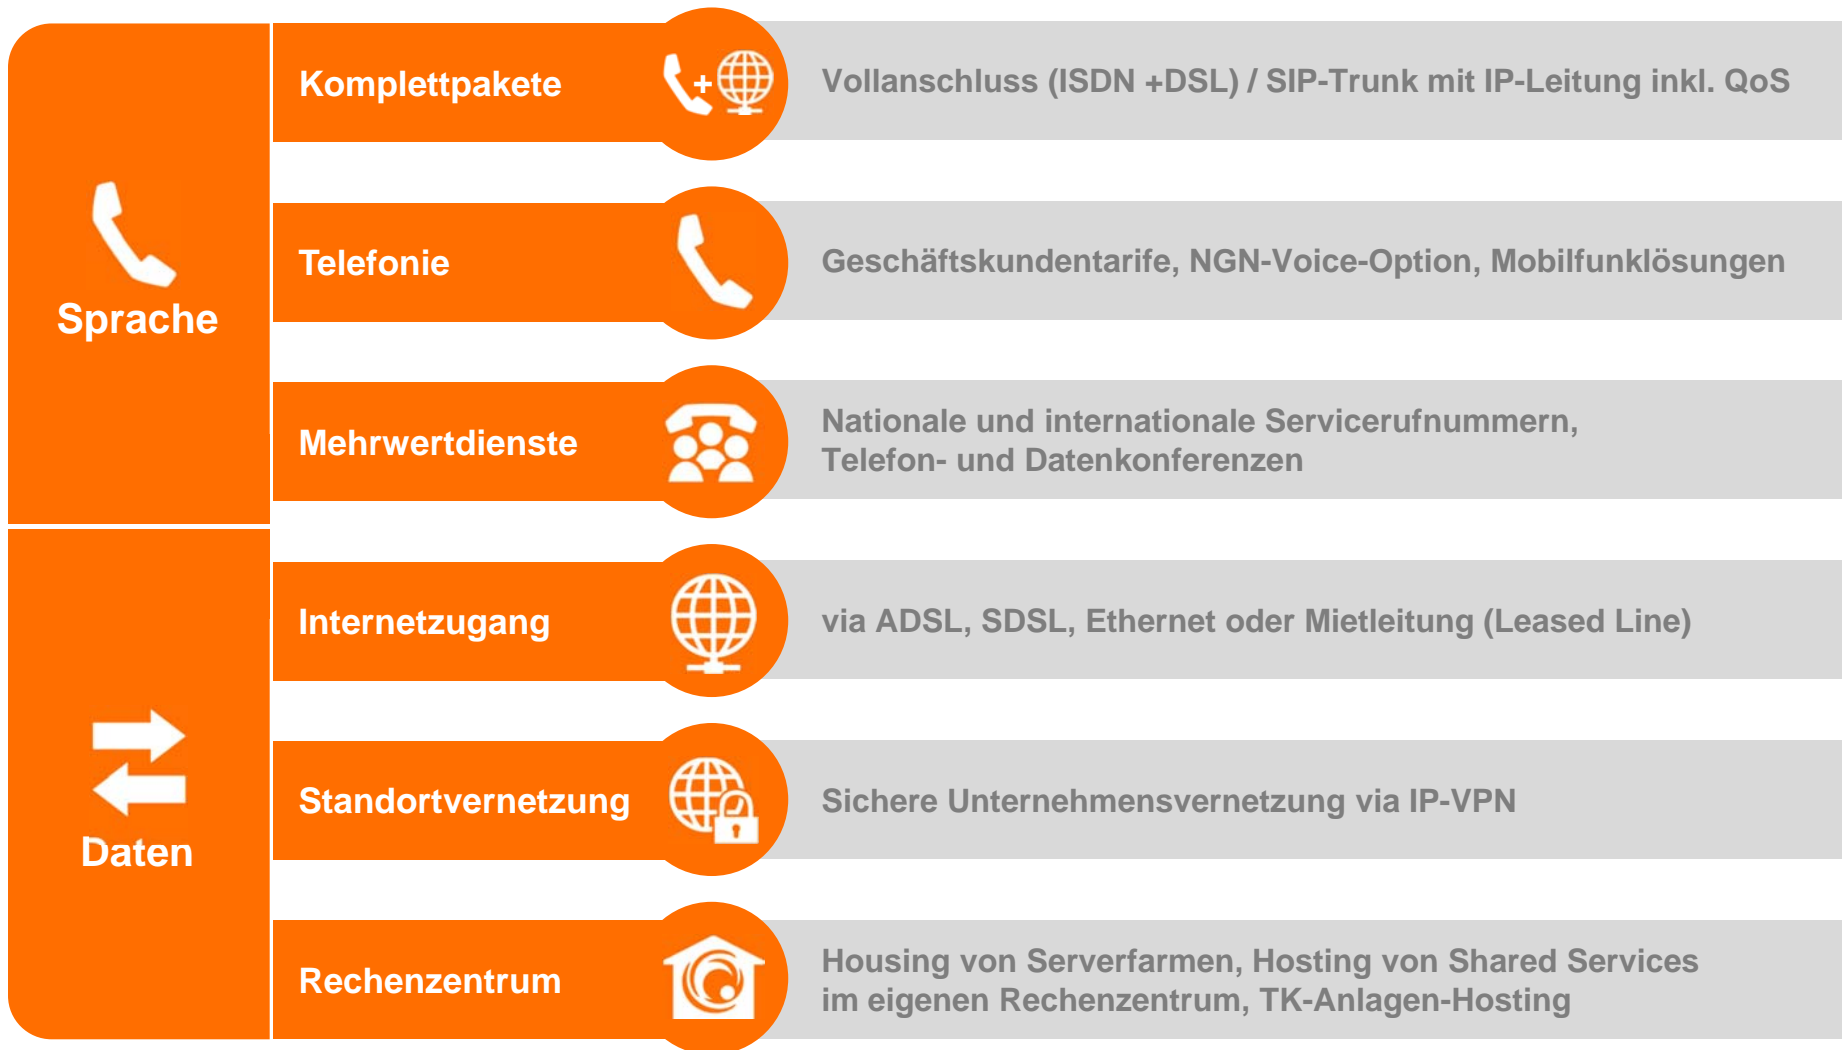 Sprache
Komplettpakete
Vollanschluss (ISDN +DSL) / SIP-Trunk mit IP-Leitung inkl. QoS
Telefonie
Geschäftskundentarife, NGN-Voice-Option, Mobilfunklösungen
Mehrwertdienste
Nationale und internationale Servicerufnummern,
Telefon- und Datenkonferenzen
Daten
Internetzugang
via ADSL, SDSL, Ethernet oder Mietleitung (Leased Line)
Standortvernetzung
Sichere Unternehmensvernetzung via IP-VPN
Rechenzentrum
Housing von Serverfarmen, Hosting von Shared Services
im eigenen Rechenzentrum, TK-Anlagen-Hosting